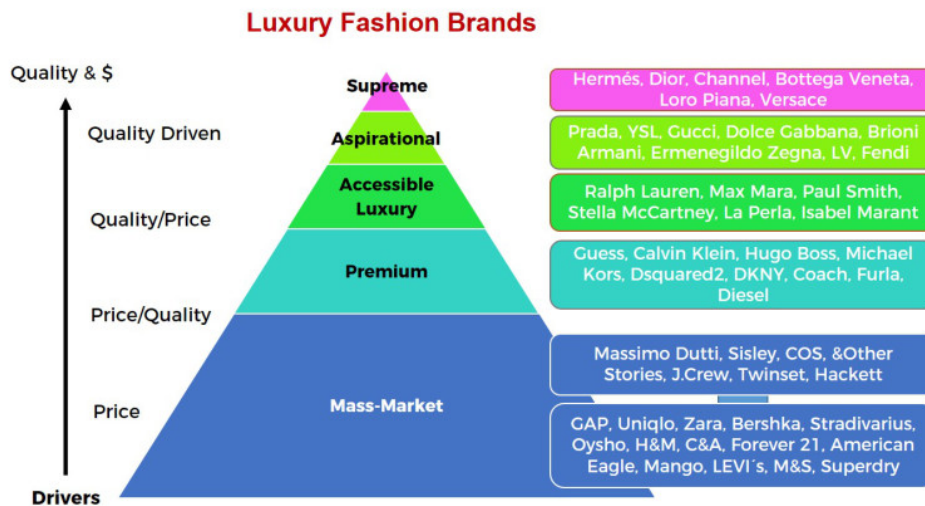 Luxury Fashion Brands
Quality & $
Quality Driven
Quality/Price
Price/Quality
Price
Drivers
Supreme
Aspirational
Accessible
Luxury
Premium
Mass-Market
Hermés, Dior, Channel, Bottega Veneta,
Loro Piana, Versace
Prada, YSL, Gucci, Dolce Gabbana, Brioni
Armani, Ermenegildo Zegna, LV, Fendi
Ralph Lauren, Max Mara, Paul Smith,
Stella McCartney, La Perla, Isabel Marant
Guess, Calvin Klein, Hugo Boss, Michael
Kors, Dsquared2, DKNY, Coach, Furla,
Diesel
Massimo Dutti, Sisley, COS, &Other
Stories, J.Crew, Twinset, Hackett
GAP, Uniqlo, Zara, Bershka, Stradivarius,
Oysho, H&M, C&A, Forever 21, American
Eagle, Mango, LEVI´s, M&S, Superdry